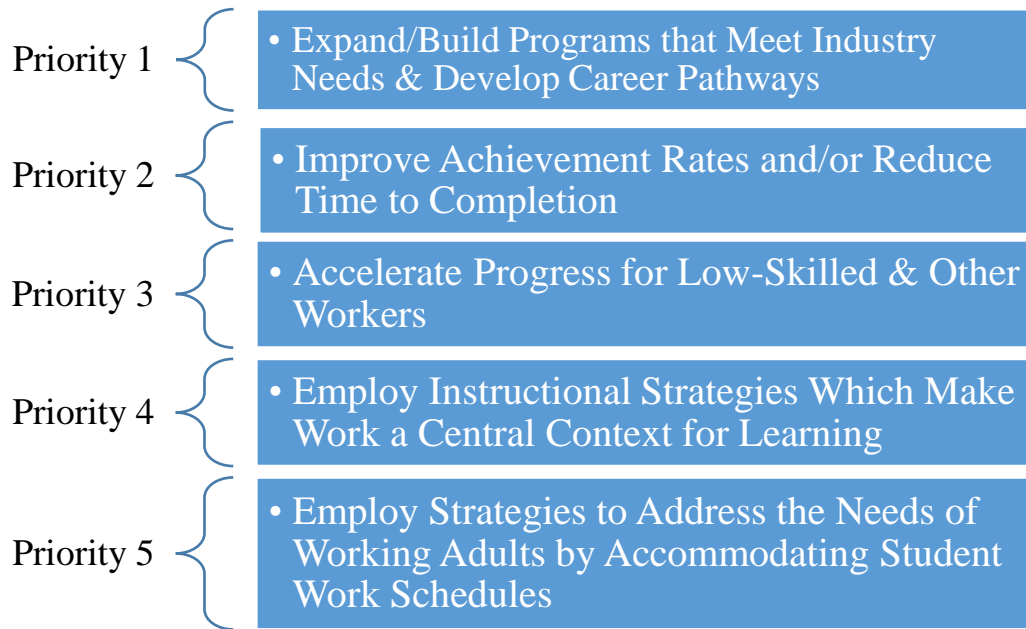 Priority 1
• Expand/Build Programs that Meet Industry
Needs & Develop Career Pathways
Priority 2
• Improve Achievement Rates and/or Reduce
Time to Completion
Priority 3
• Accelerate Progress for Low-Skilled & Other
Workers
Priority 4
• Employ Instructional Strategies Which Make
Work a Central Context for Learning
Priority 5
• Employ Strategies to Address the Needs of
Working Adults by Accommodating Student
Work Schedules